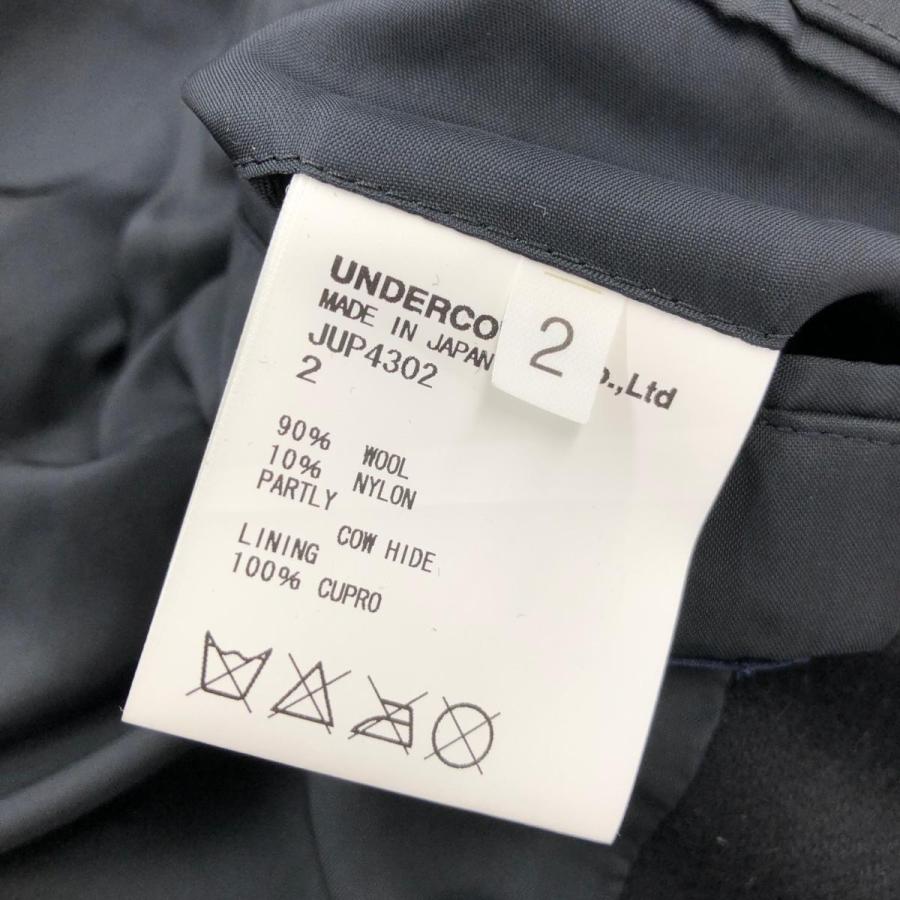 UNDERCO .,Ltd
MADE IN JAPAN
JUP4302
2
2
90% WOOL
10% NYLON
PARTLY
COW HIDE
LINING
100% CUPRO